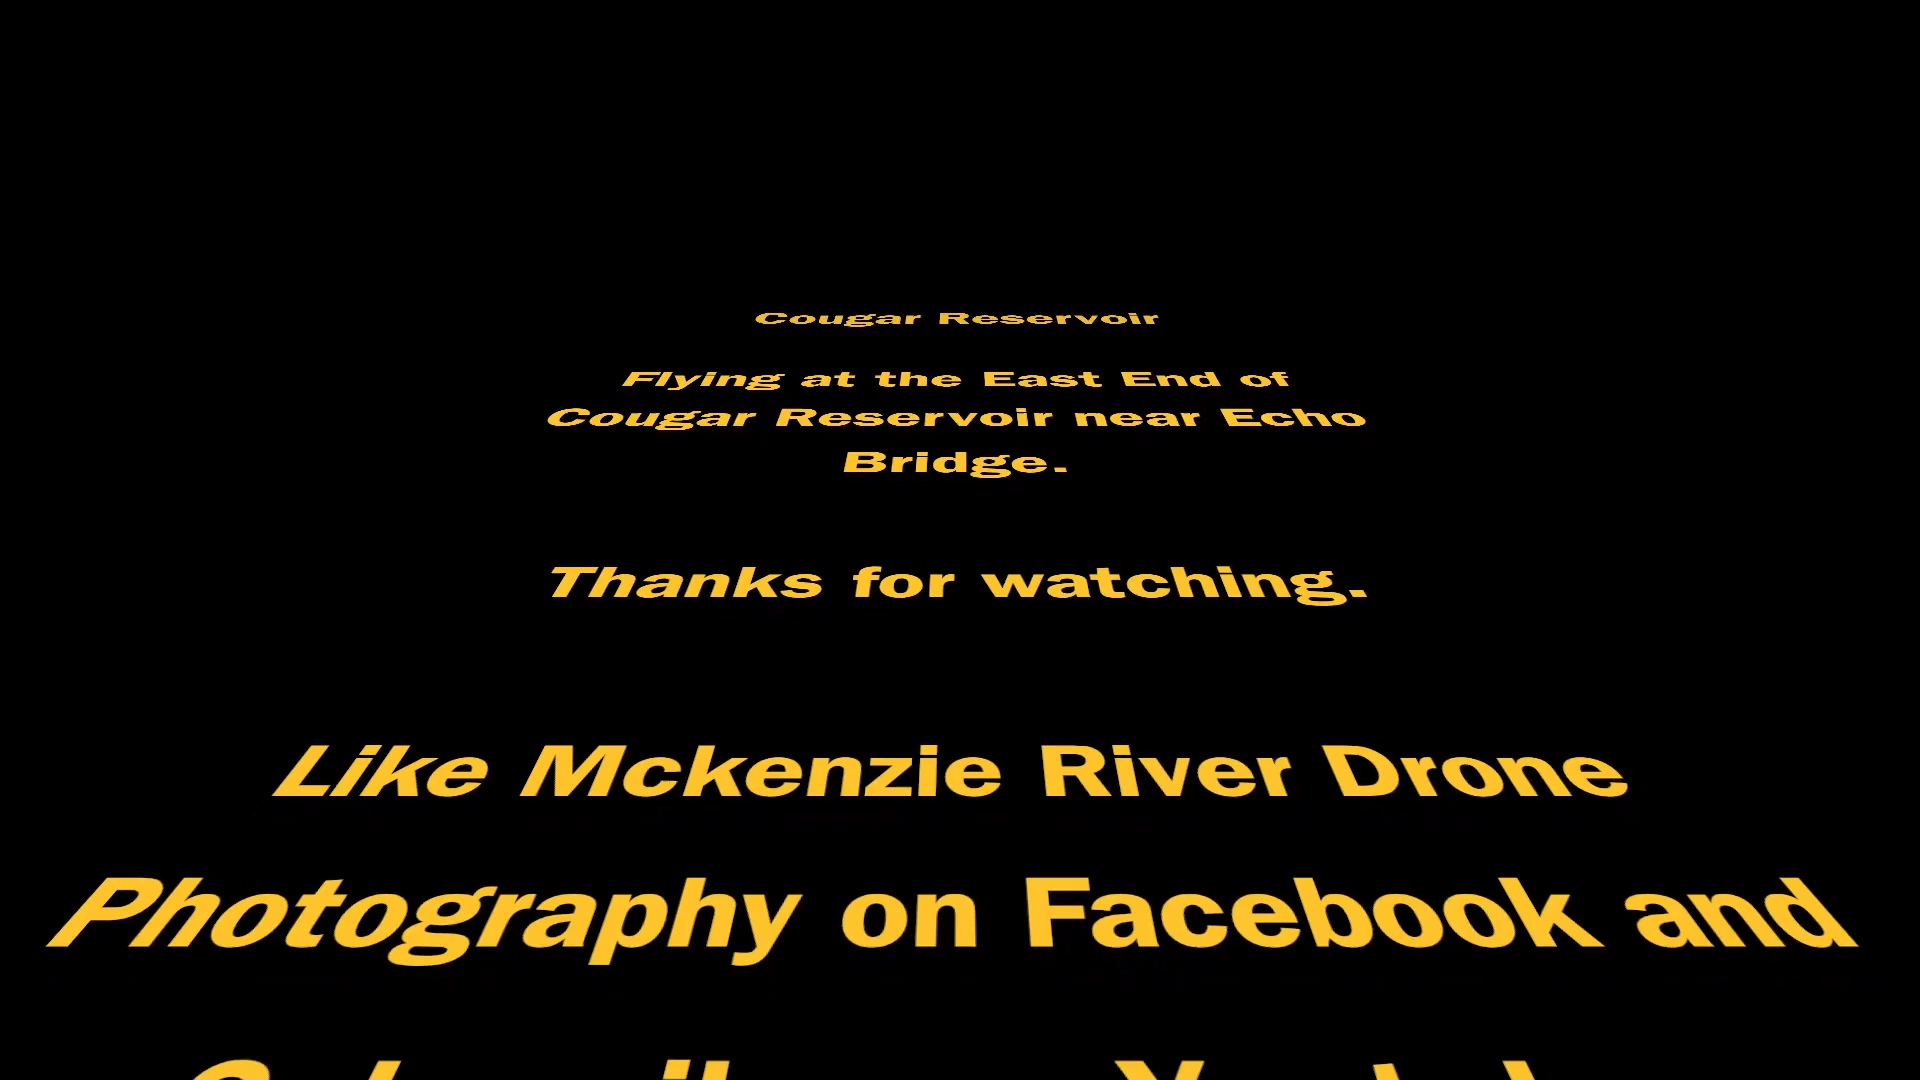 Cougar Reservoir
Flying at the East End of
Cougar Reservoir near Echo
Bridge.
Thanks for watching.
Like Mckenzie River Drone
Photography on Facebook and